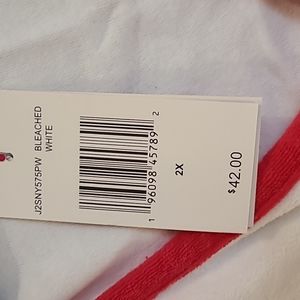 J2SNY575PW BLEACHED
WHITE
1 96098 45789 2
2X
$42.00